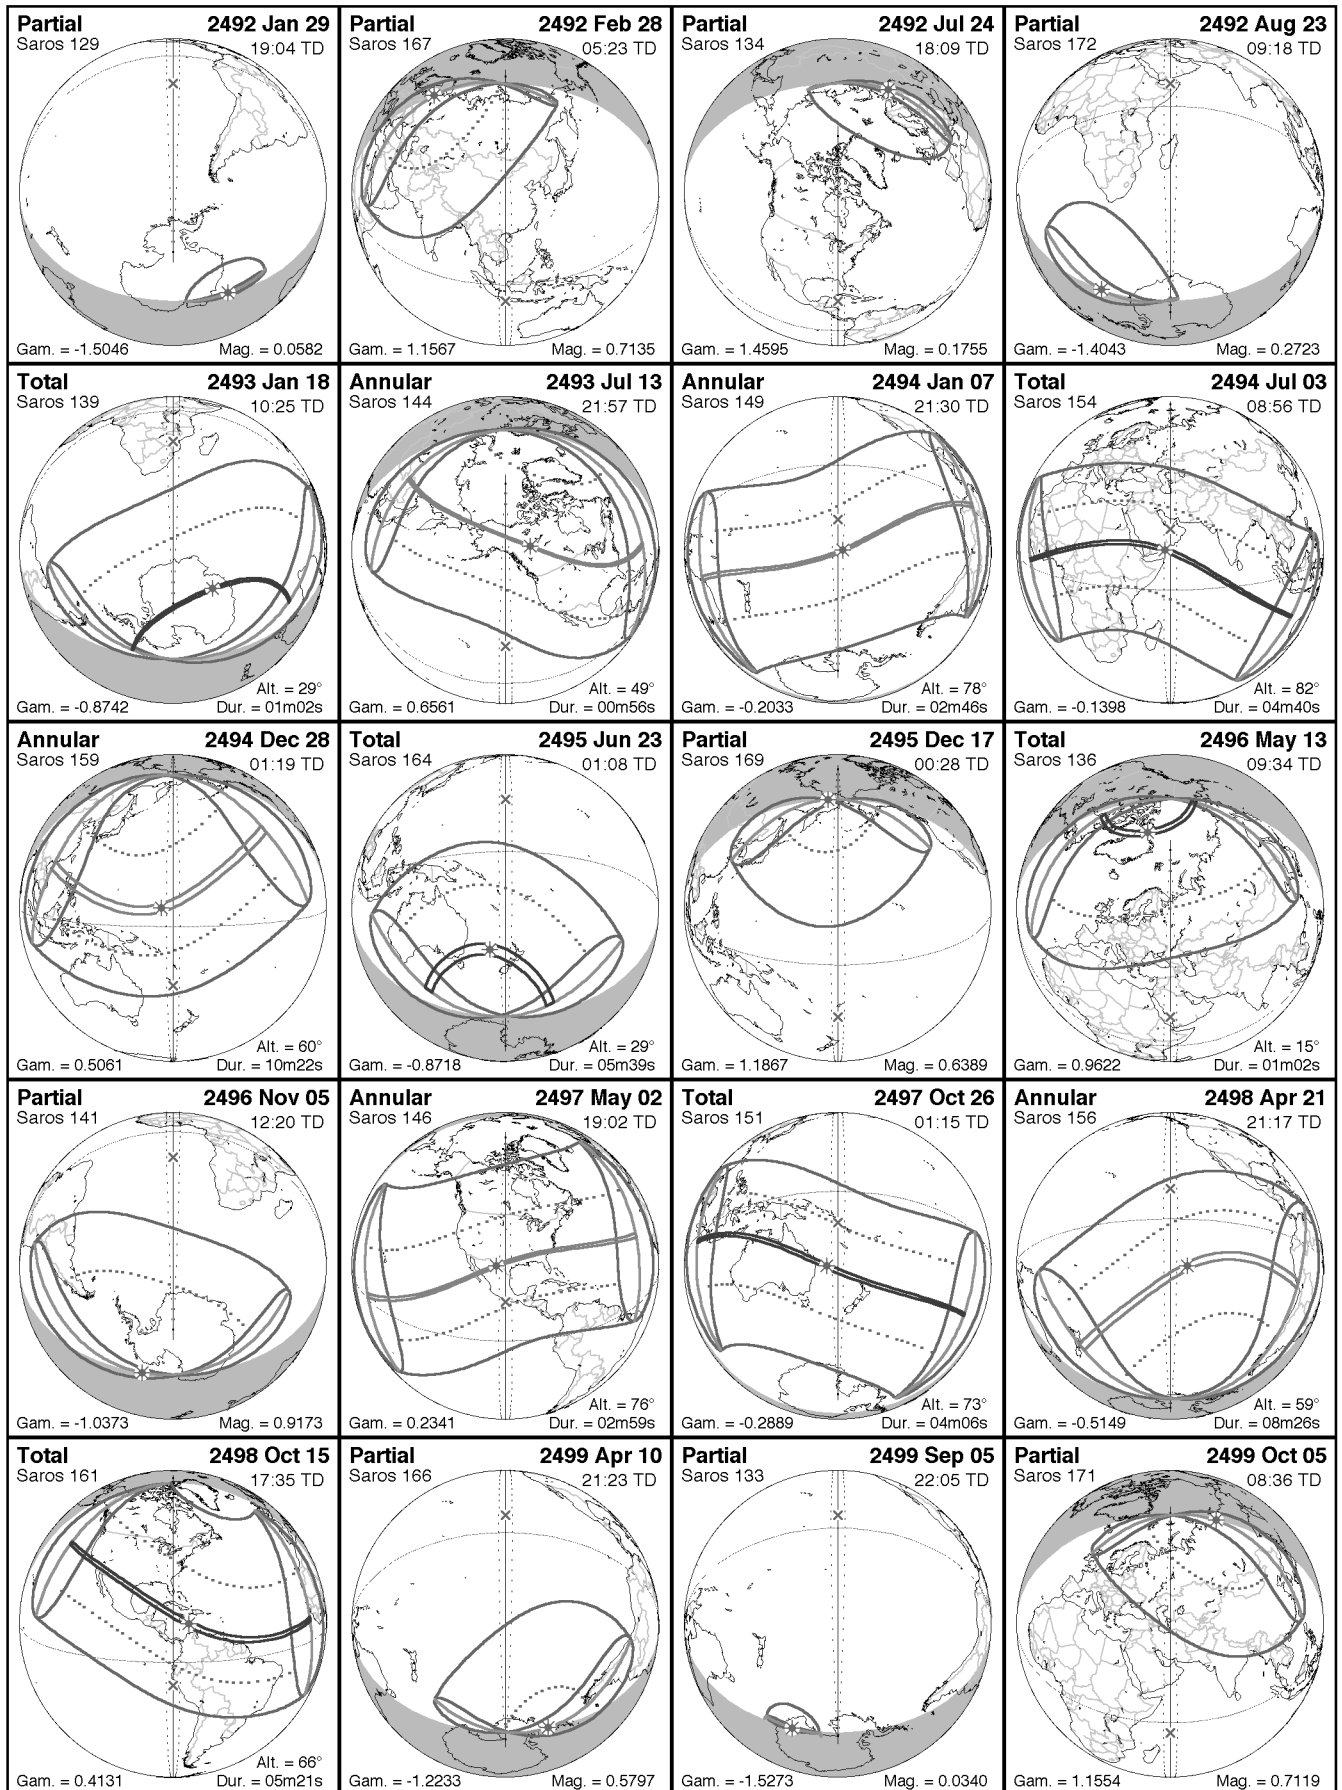 Partial 2492 Jan 29
Saros 129 19:04 TD
Gam. = -1.5046 Mag. = 0.0582
Partial 2492 Feb 28
Saros 167 05:23 TD
Gam. = 1.1567 Mag. = 0.7135
Partial 2492 Jul 24
Saros 134 18:09 TD
Gam. = 1.4595 Mag. = 0.1755
Partial 2492 Aug 23
Saros 172 09:18 TD
Gam. = -1.4043 Mag. = 0.2723
Total 2493 Jan 18
Saros 139 10:25 TD
Alt. = 29°
Gam. = -0.8742 Dur. = 01m02s
Annular 2493 Jul 13
Saros 144 21:57 TD
Alt. = 49°
Gam. = 0.6561 Dur. = 00m56s
Annular 2494 Jan 07
Saros 149 21:30 TD
Alt. = 78°
Gam. = -0.2033 Dur. = 02m46s
Total 2494 Jul 03
Saros 154 08:56 TD
Alt. = 82°
Gam. = -0.1398 Dur. = 04m40s
Annular 2494 Dec 28
Saros 159 01:19 TD
Alt. = 60°
Gam. = 0.5061 Dur. = 10m22s
Total 2495 Jun 23
Saros 164 01:08 TD
Alt. = 29°
Gam. = -0.8718 Dur. = 05m39s
Partial 2495 Dec 17
Saros 169 00:28 TD
Gam. = 1.1867 Mag. = 0.6389
Total 2496 May 13
Saros 136 09:34 TD
Alt. = 15°
Gam. = 0.9622 Dur. = 01m02s
Partial 2496 Nov 05
Saros 141 12:20 TD
Gam. = -1.0373 Mag. = 0.9173
Annular 2497 May 02
Saros 146 19:02 TD
Alt. = 76°
Gam. = 0.2341 Dur. = 02m59s
Total 2497 Oct 26
Saros 151 01:15 TD
Alt. = 73°
Gam. = -0.2889 Dur. = 04m06s
Annular 2498 Apr 21
Saros 156 21:17 TD
Alt. = 59°
Gam. = -0.5149 Dur. = 08m26s
Total 2498 Oct 15
Saros 161 17:35 TD
Alt. = 66°
Gam. = 0.4131 Dur. = 05m21s
Partial 2499 Apr 10
Saros 166 21:23 TD
Gam. = -1.2233 Mag. = 0.5797
Partial 2499 Sep 05
Saros 133 22:05 TD
Gam. = -1.5273 Mag. = 0.0340
Partial 2499 Oct 05
Saros 171 08:36 TD
Gam. = 1.1554 Mag. = 0.7119